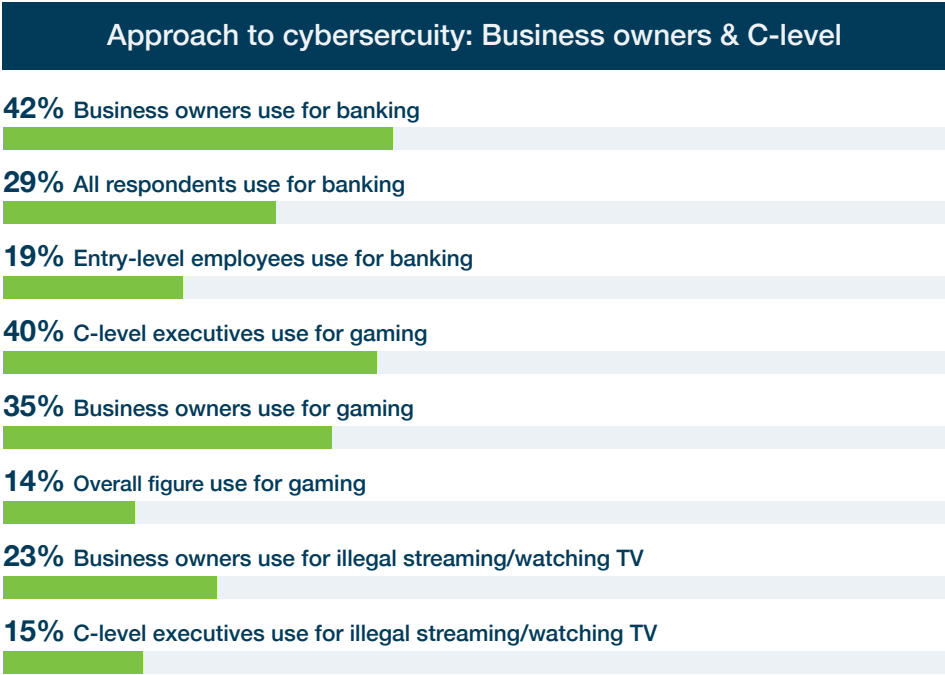 Approach to cybersercuity: Business owners & C-level
42% Business owners use for banking
29% All respondents use for banking
19% Entry-level employees use for banking
40% C-level executives use for gaming
35% Business owners use for gaming
14% Overall figure use for gaming
23% Business owners use for illegal streaming/watching TV
15% C-level executives use for illegal streaming/watching TV